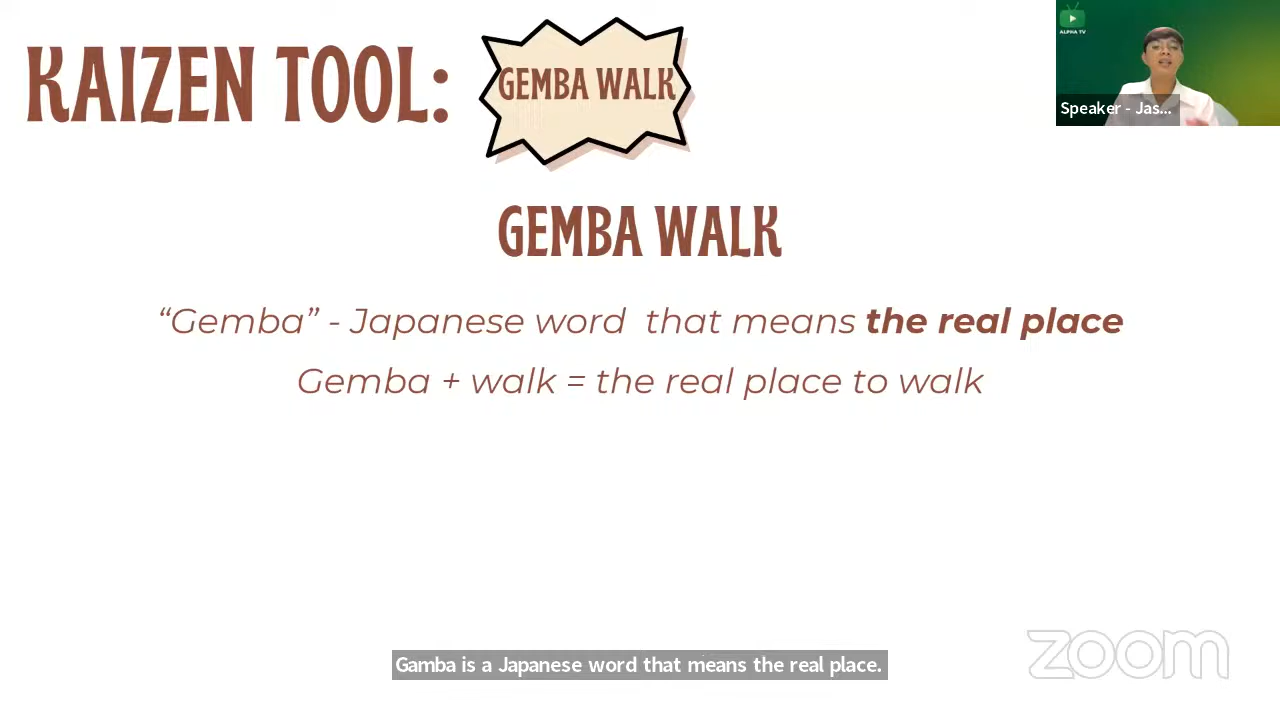 KAIZEN TOOL:
GEMBA WALK
ALPHA TV
Speaker - Jas...
GEMBA WALK
“Gemba” - Japanese word that means the real place
Gemba + walk = the real place to walk
Gamba is a Japanese word that means the real place.
zoom